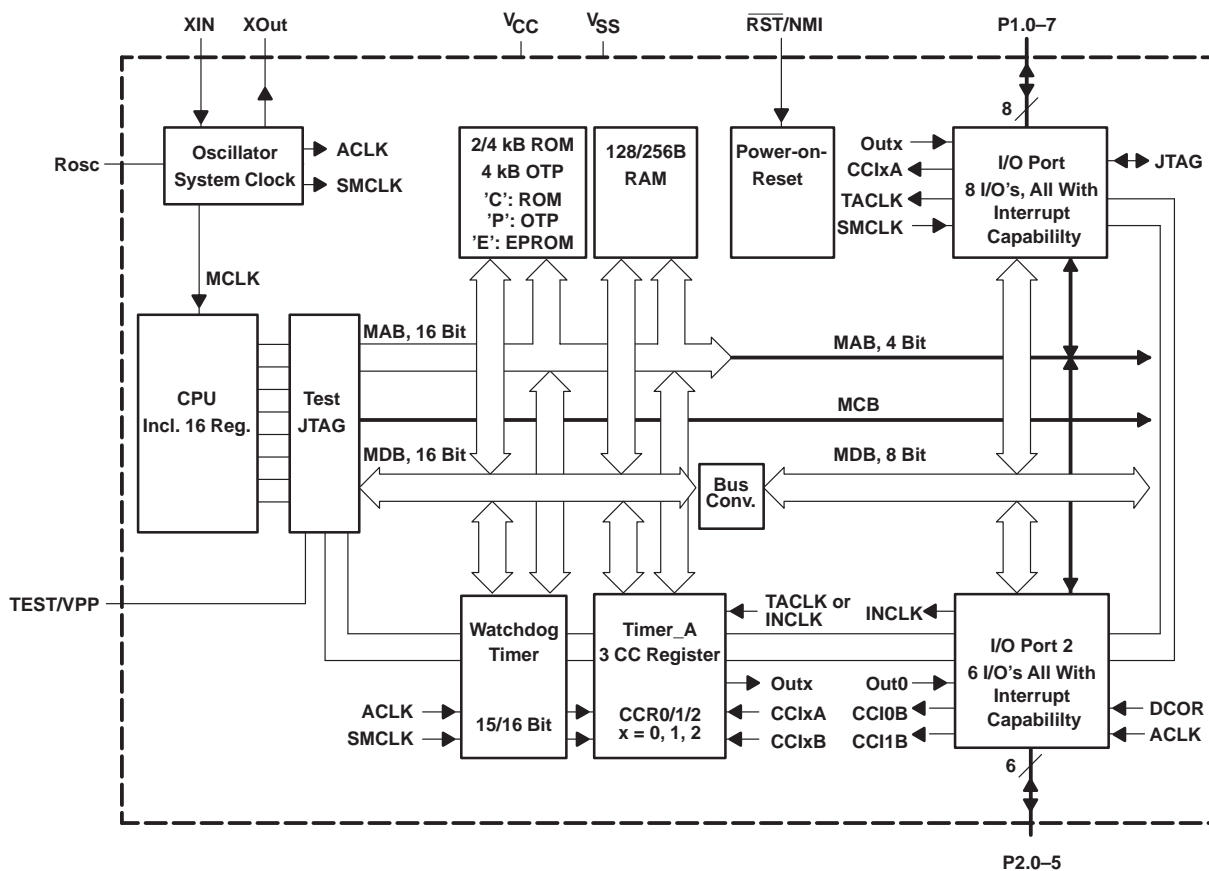 XIN
XOut
VCC
VSS
RST/NMI
P1.0–7
8
Rosc
Oscillator
System Clock
ACLK
SMCLK
2/4 kB ROM
4 kB OTP
'C': ROM
'P': OTP
'E': EPROM
128/256B
RAM
Power-on-
Reset
Outx
CCIxA
TACLK
SMCLK
I/O Port
8 I/O's, All With
Interrupt
Capabililty
JTAG
MCLK
CPU
Incl. 16 Reg.
Test
JTAG
MAB, 16 Bit
MAB, 4 Bit
MCB
MDB, 16 Bit
Bus
Conv.
MDB, 8 Bit
TEST/VPP
Watchdog
Timer
15/16 Bit
ACLK
SMCLK
Timer_A
3 CC Register
CCR0/1/2
x = 0, 1, 2
TACLK or
INCLK
Outx
CCIxA
CCIxB
INCLK
Out0
CCI0B
CCI1B
I/O Port 2
6 I/O's All With
Interrupt
Capabililty
DCOR
ACLK
6
P2.0–5